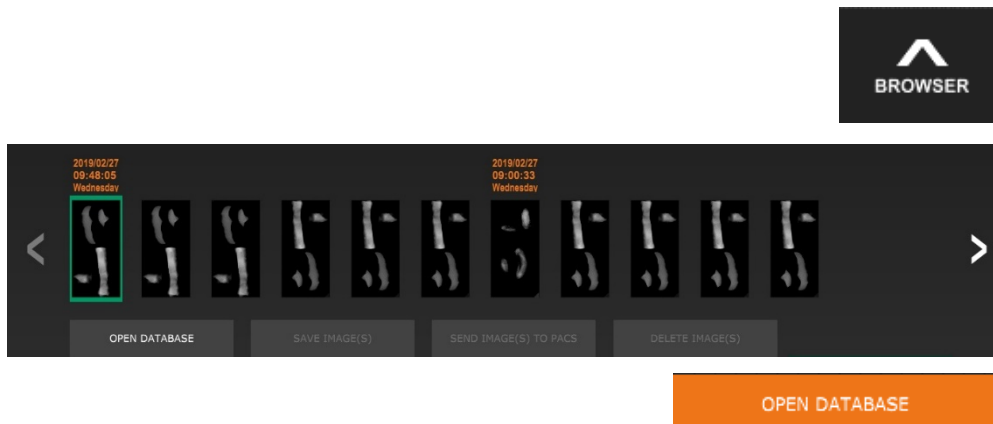 BROWSER
2019/02/27
09:48:05
Wednesday
2019/02/27
09:00:33
Wednesday
OPEN DATABASE
SAVE IMAGE(S)
SEND IMAGE(S) TO PACS
DELETE IMAGE(S)
OPEN DATABASE